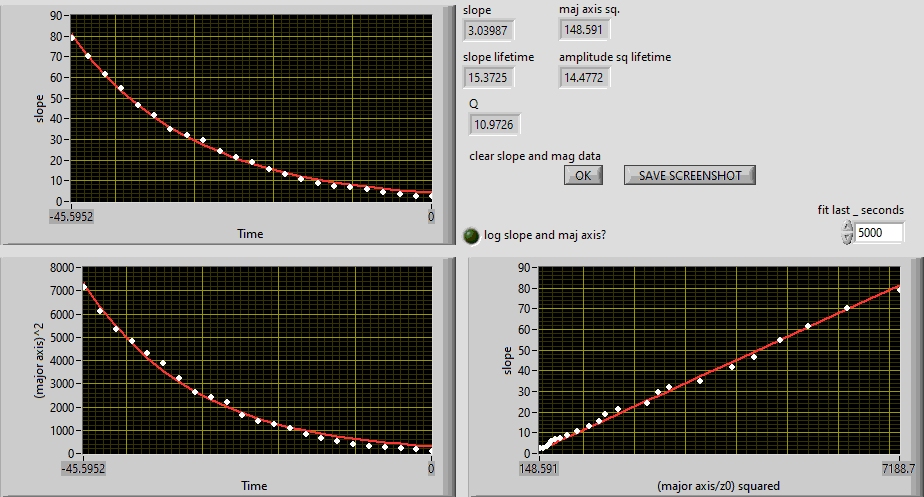 90
80
70
60
50
40
30
20
10
0
slope
-45.5952
0
Time
slope
3.03987
maj axis sq.
148.591
slope lifetime
15.3725
amplitude sq lifetime
14.4772
Q
10.9726
clear slope and mag data
OK
SAVE SCREENSHOT
fit last _ seconds
5000
log slope and maj axis?
8000
7000
6000
5000
4000
3000
2000
1000
0
(major axis)^2
-45.5952
0
Time
90
80
70
60
50
40
30
20
10
0
slope
148.591
7188.7
(major axis/z0) squared